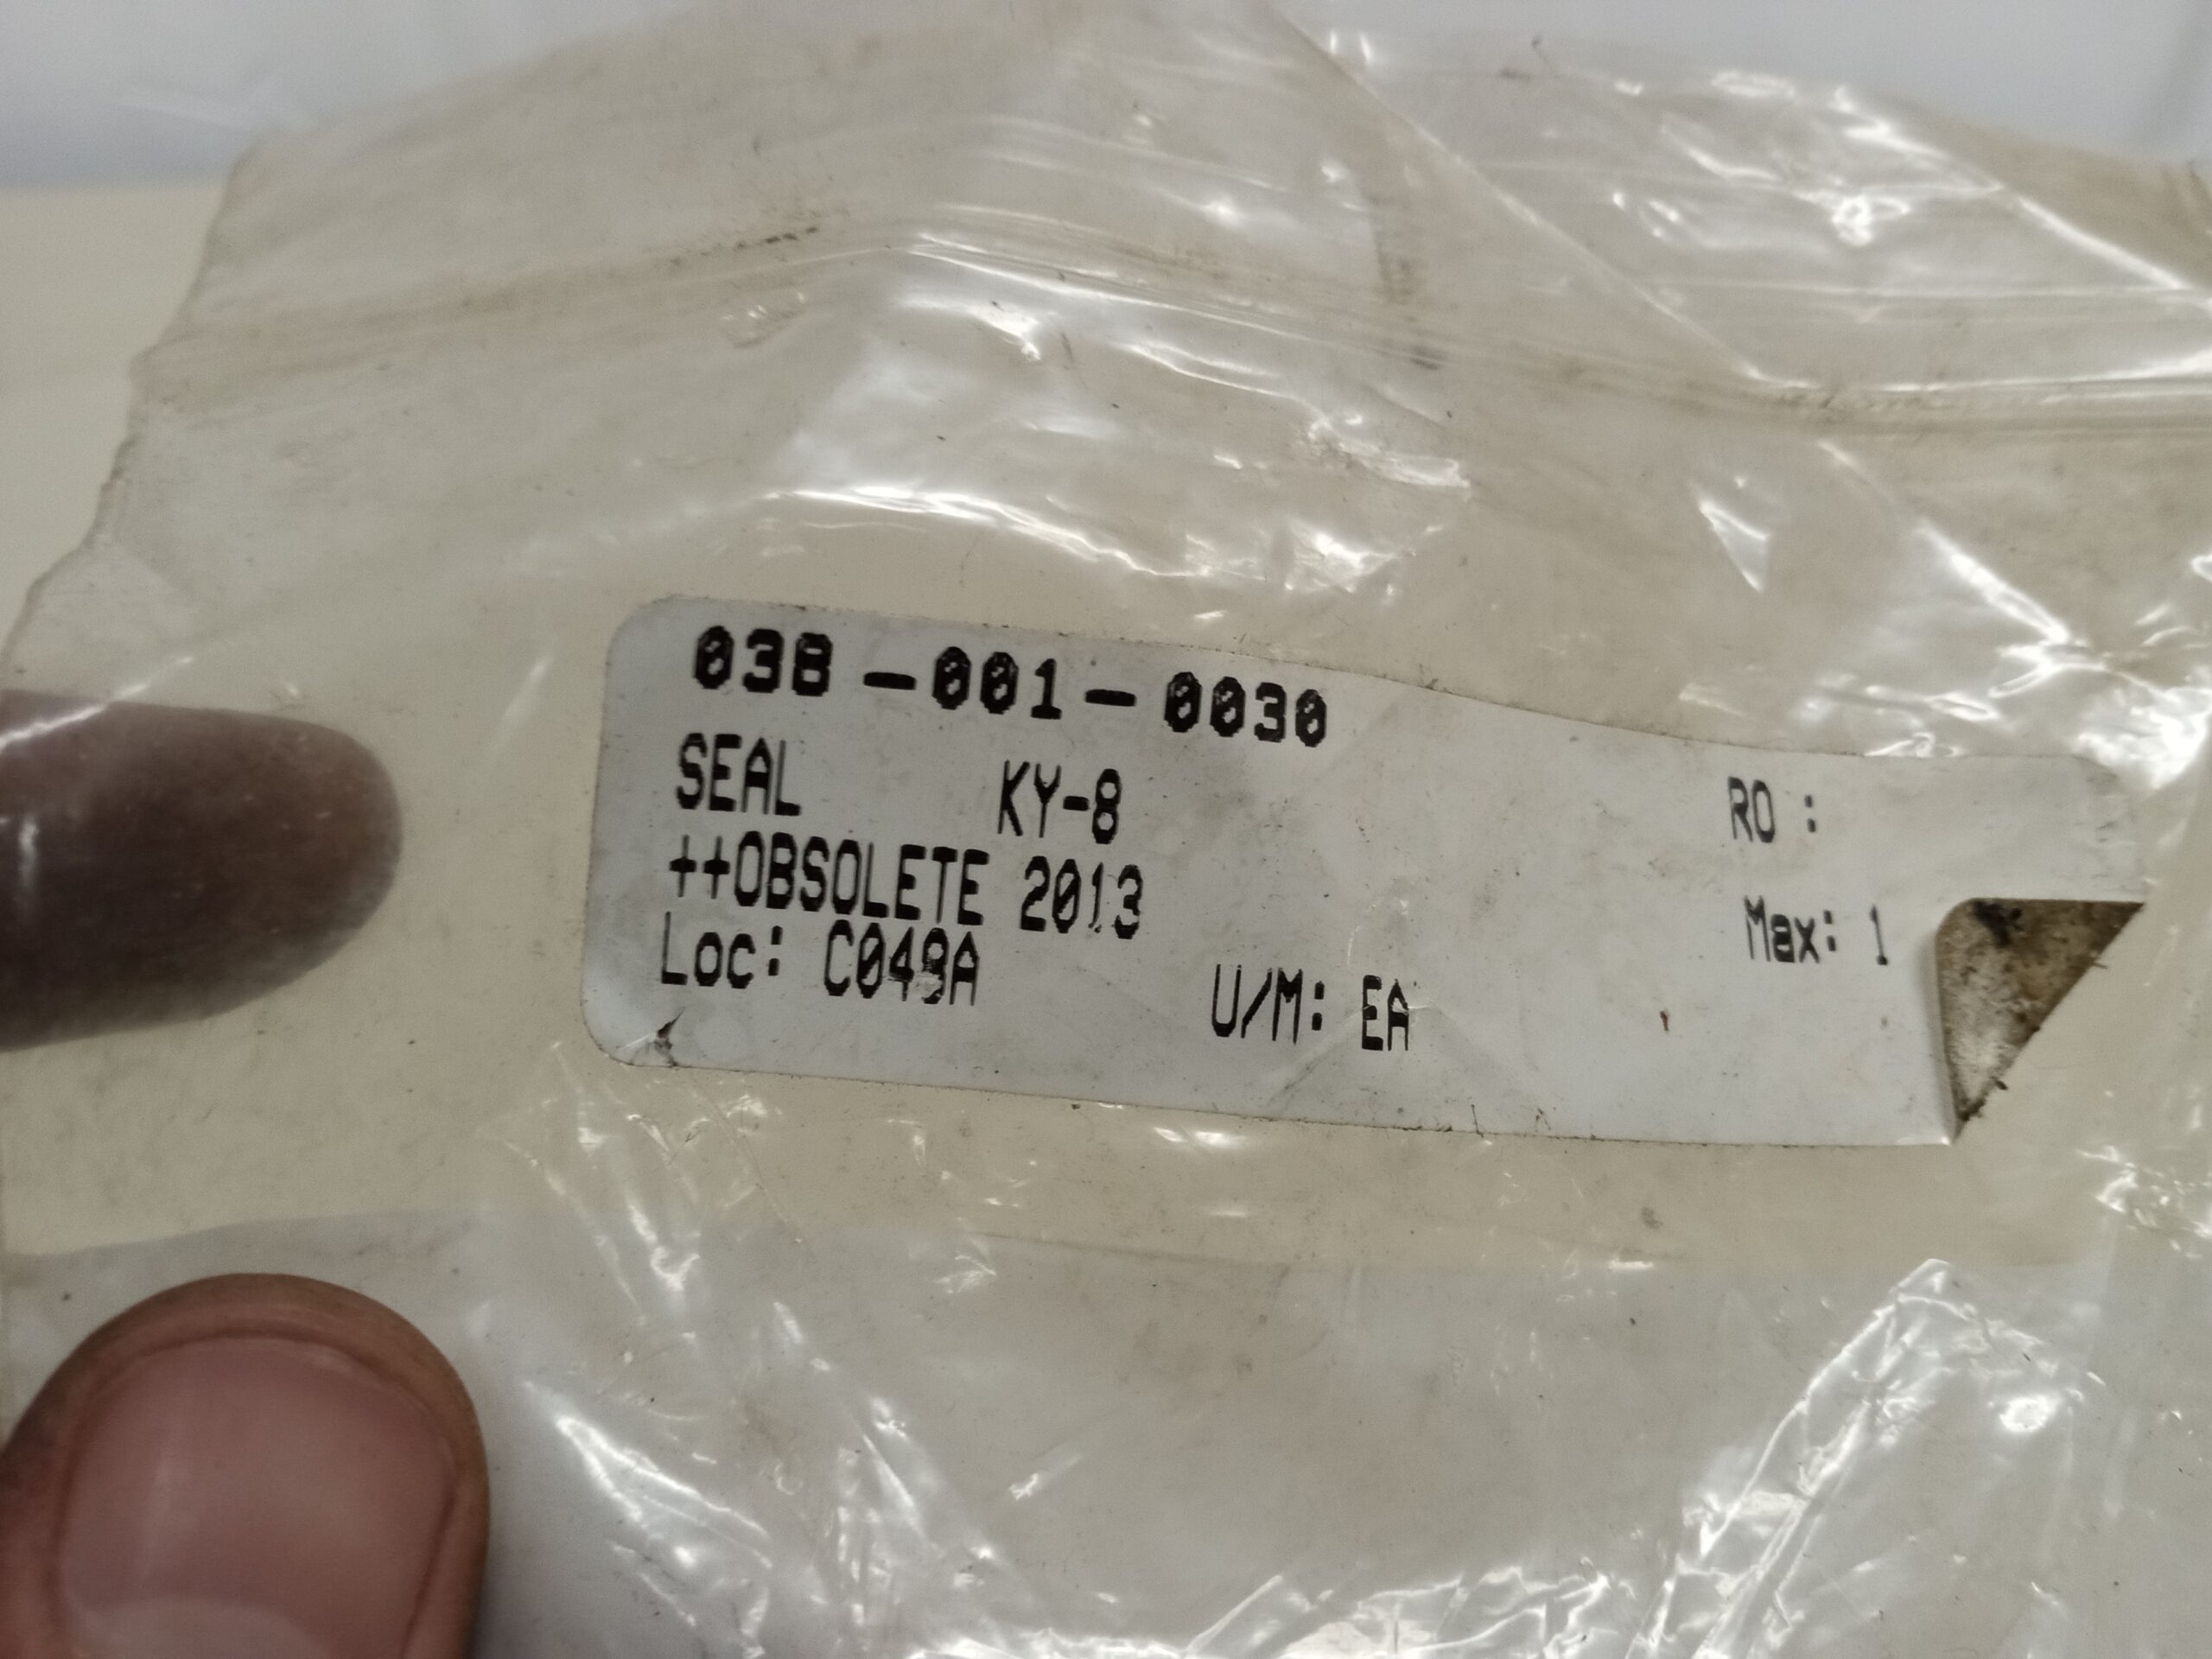 038-001-0030
SEAL KY-8
RO :
++OBSOLETE 2013
Max: 1
Loc: C049A
U/M: EA